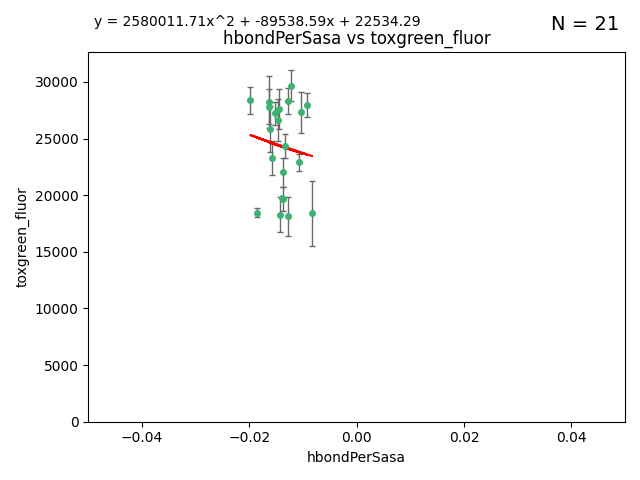 y = 2580011.71x^2 + -89538.59x + 22534.29
N = 21
hbondPerSasa vs toxgreen_fluor
30000
25000
20000
15000
10000
5000
0
toxgreen_fluor
−0.04
−0.02
0.00
0.02
0.04
hbondPerSasa